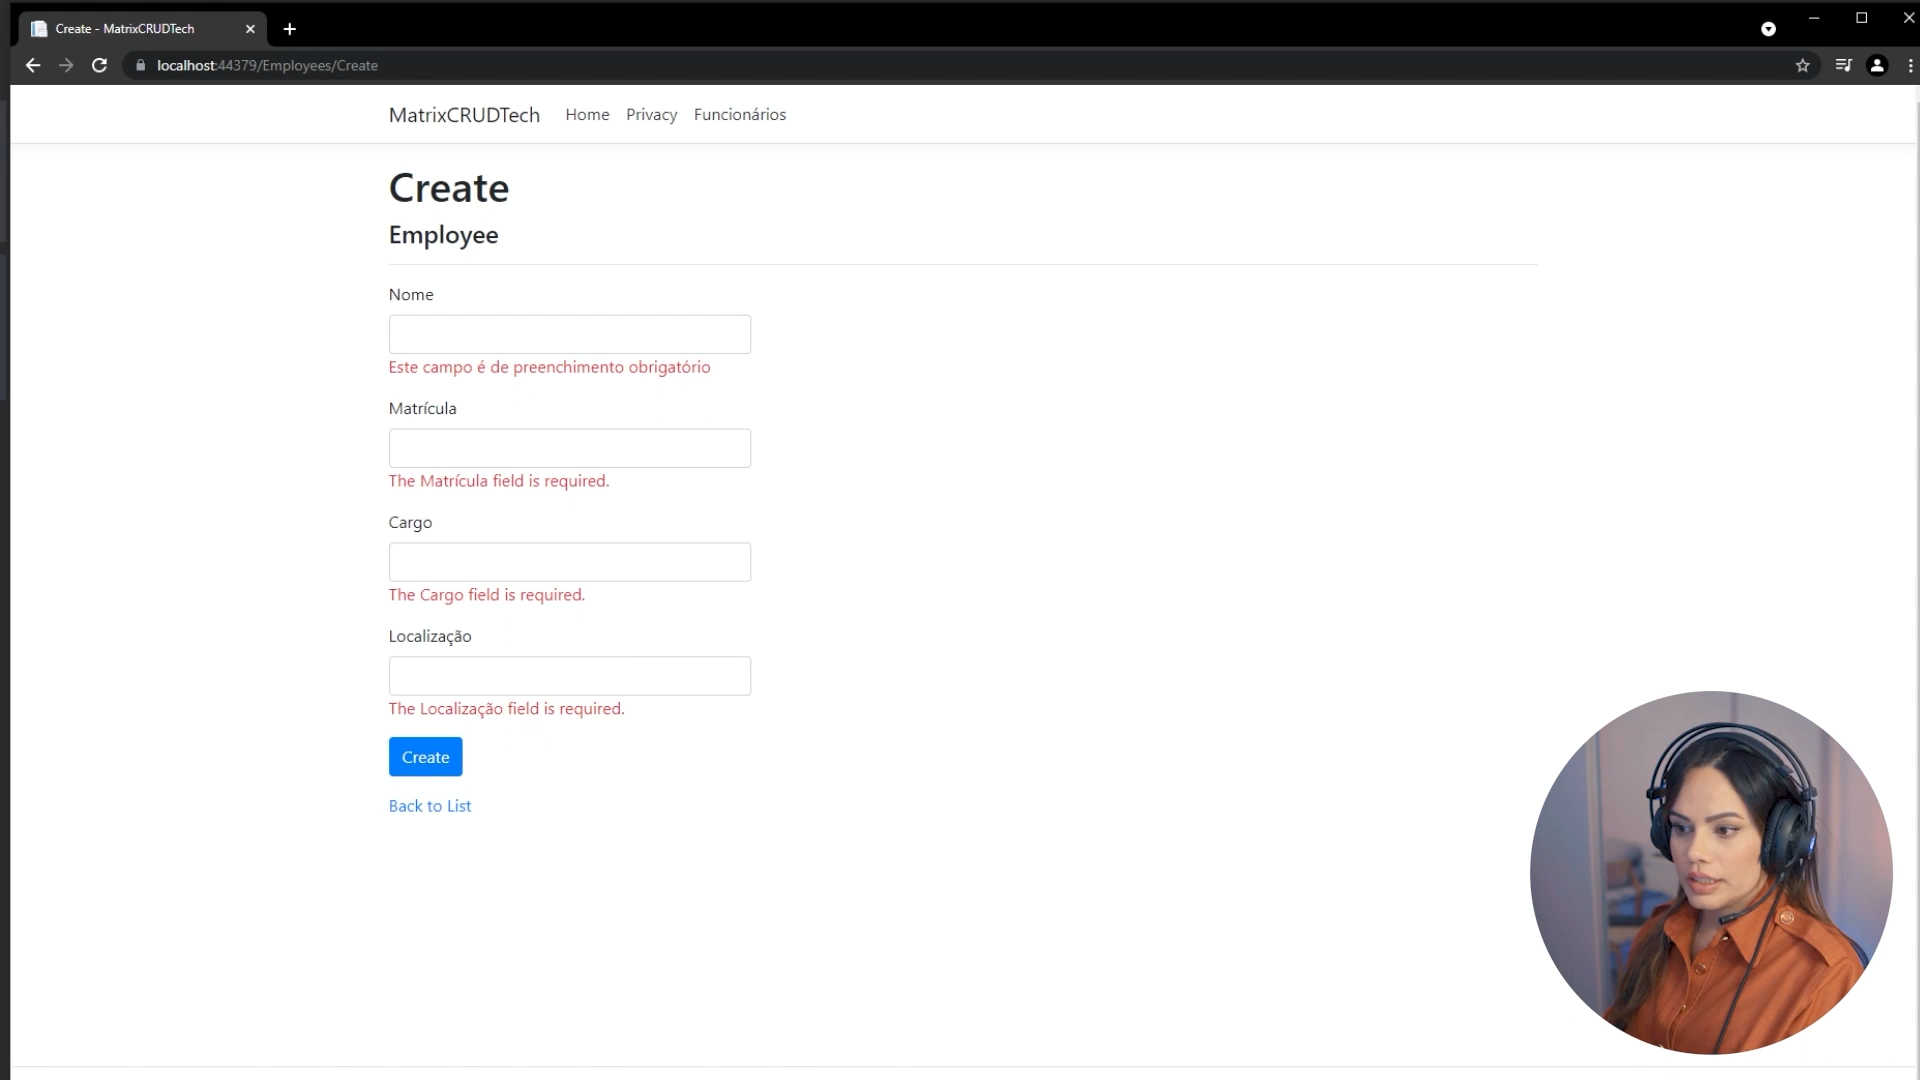 Create - MatrixCRUDTech
localhost:44379/Employees/Create
MatrixCRUDTech Home Privacy Funcionários
Create
Employee
Nome
Este campo é de preenchimento obrigatório
Matrícula
The Matrícula field is required.
Cargo
The Cargo field is required.
Localização
The Localização field is required.
Create
Back to List